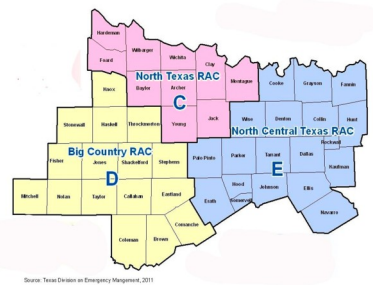 Hardeman
Foard
Wilbarger
Wichita
Clay
Montague
Cooke
Grayson
Fannin
North Texas RAC
Knox
Baylor
Archer
C
Stonewall
Haskell
Throckmorton
Young
Jack
Wise
Denton
Collin
Hunt
North Central Texas RAC
Rockwall
Big Country RAC
Fisher
Jones
Shackelford
Stephens
Palo Pinto
Parker
Tarrant
Dallas
Kaufman
D
E
Mitchell
Nolan
Taylor
Callahan
Eastland
Erath
Hood
Somervell
Johnson
Ellis
Navarro
Coleman
Brown
Comanche
Source: Texas Division on Emergency Mangement, 2011